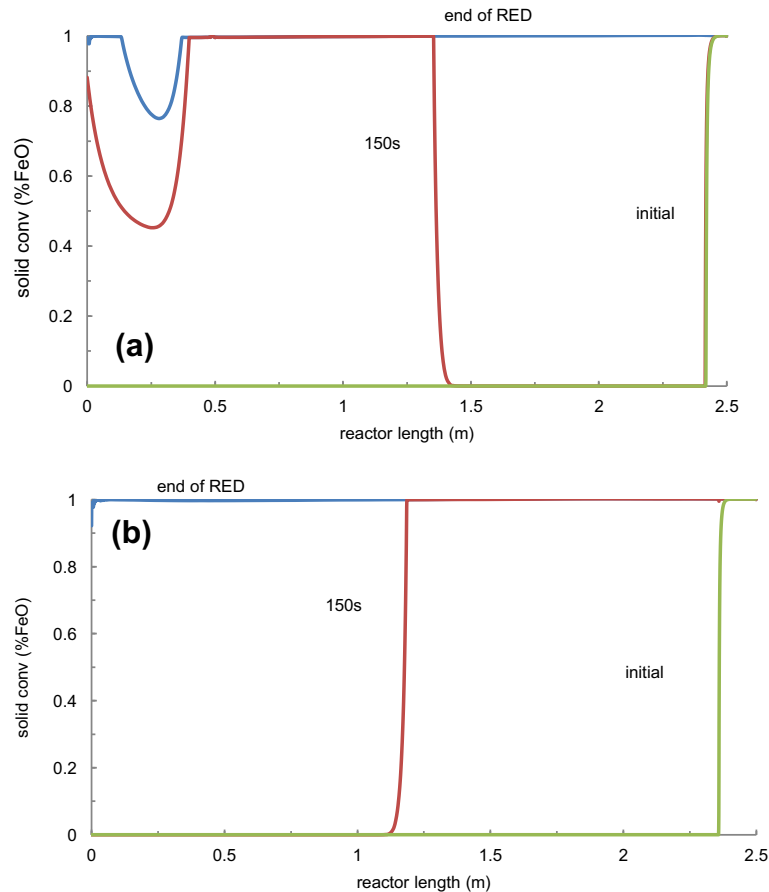 end of RED
1
0.8
0.6
0.4
0.2
0
solid conv (%FeO)
150s
initial
(a)
0 0.5 1 1.5 2 2.5
reactor length (m)
end of RED
1
0.8
0.6
0.4
0.2
0
solid conv (%FeO)
(b)
150s
initial
0 0.5 1 1.5 2 2.5
reactor length (m)